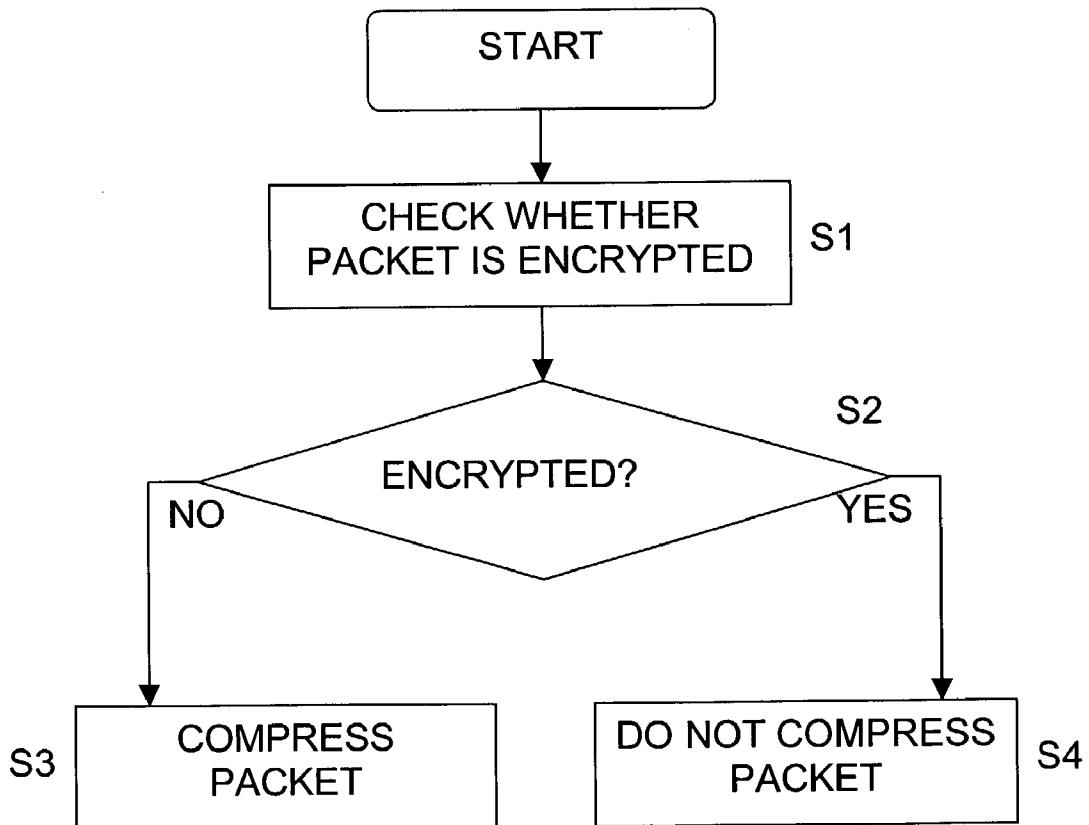 START
CHECK WHETHER
PACKET IS ENCRYPTED
S1
S2
ENCRYPTED?
NO
YES
S3
COMPRESS
PACKET
DO NOT COMPRESS
PACKET
S4